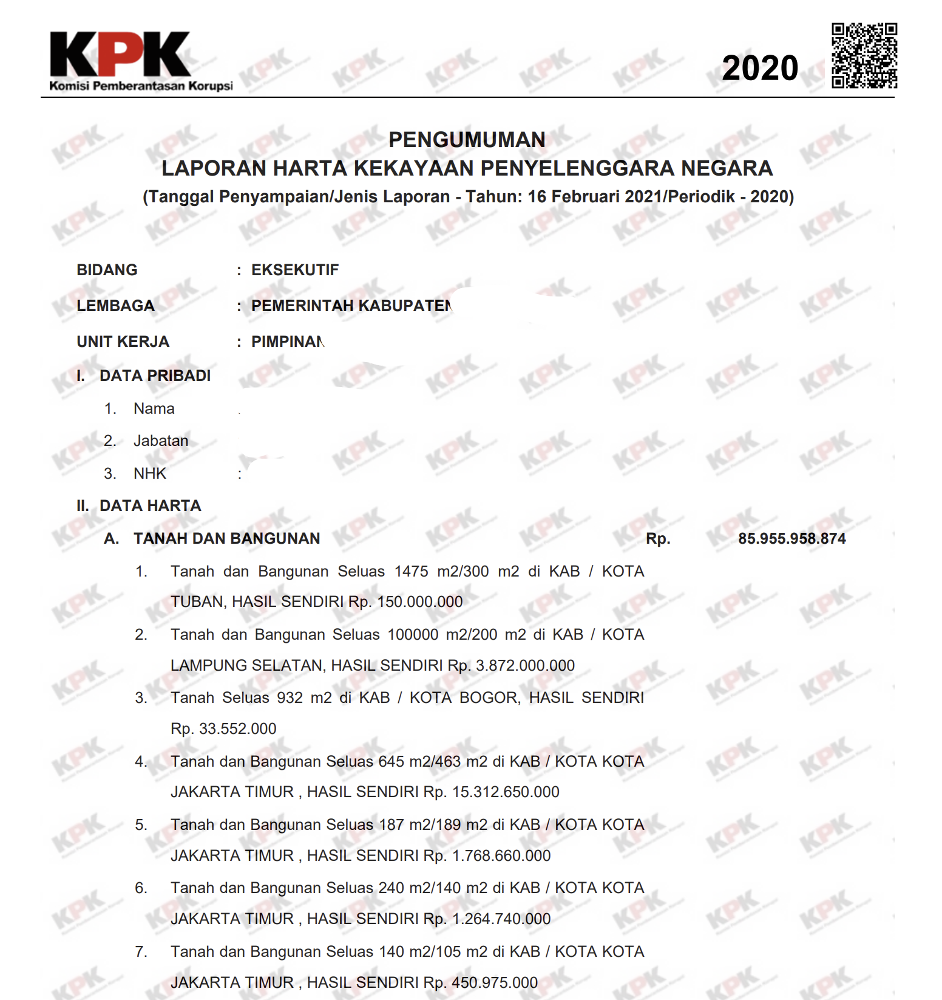 KPK
Komisi Pemberantasan Korupsi
2020
PENGUMUMAN
LAPORAN HARTA KEKAYAAN PENYELENGGARA NEGARA
(Tanggal Penyampaian/Jenis Laporan - Tahun: 16 Februari 2021/Periodik - 2020)
BIDANG : EKSEKUTIF
LEMBAGA : PEMERINTAH KABUPATEN
UNIT KERJA : PIMPINAN
I. DATA PRIBADI
1. Nama
2. Jabatan
3. NHK :
II. DATA HARTA
A. TANAH DAN BANGUNAN Rp. 85.955.958.874
1. Tanah dan Bangunan Seluas 1475 m2/300 m2 di KAB / KOTA
TUBAN, HASIL SENDIRI Rp. 150.000.000
2. Tanah dan Bangunan Seluas 100000 m2/200 m2 di KAB / KOTA
LAMPUNG SELATAN, HASIL SENDIRI Rp. 3.872.000.000
3. Tanah Seluas 932 m2 di KAB / KOTA BOGOR, HASIL SENDIRI
Rp. 33.552.000
4. Tanah dan Bangunan Seluas 645 m2/463 m2 di KAB / KOTA KOTA
JAKARTA TIMUR , HASIL SENDIRI Rp. 15.312.650.000
5. Tanah dan Bangunan Seluas 187 m2/189 m2 di KAB / KOTA KOTA
JAKARTA TIMUR , HASIL SENDIRI Rp. 1.768.660.000
6. Tanah dan Bangunan Seluas 240 m2/140 m2 di KAB / KOTA KOTA
JAKARTA TIMUR , HASIL SENDIRI Rp. 1.264.740.000
7. Tanah dan Bangunan Seluas 140 m2/105 m2 di KAB / KOTA KOTA
JAKARTA TIMUR , HASIL SENDIRI Rp. 450.975.000